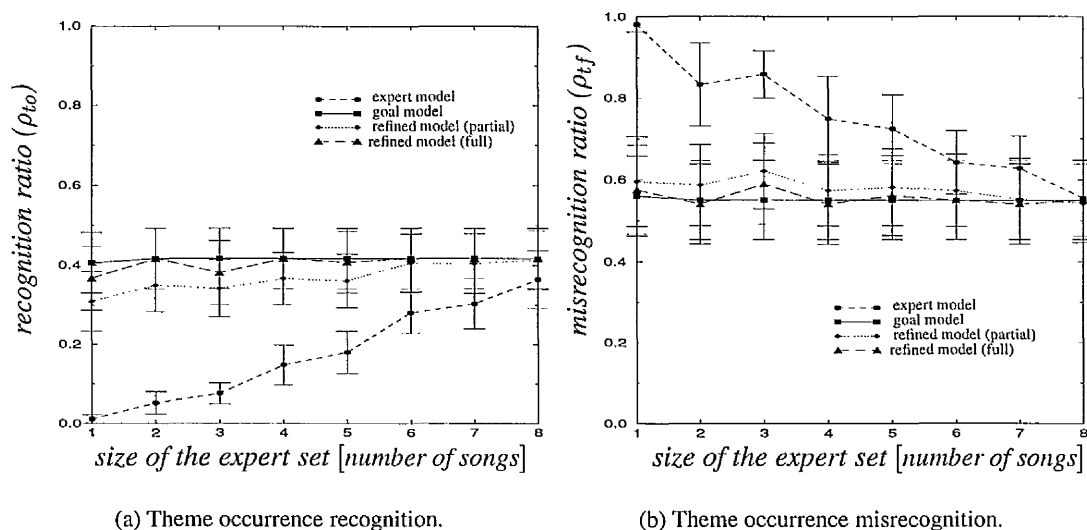 1.0
0.8
0.6
0.4
0.2
0.0
recognition ratio (ρto)
expert model
goal model
refined model (partial)
refined model (full)
1 2 3 4 5 6 7 8
size of the expert set [number of songs]
(a) Theme occurrence recognition.
1.0
0.8
0.6
0.4
0.2
0.0
misrecognition ratio (ρtf)
expert model
goal model
refined model (partial)
refined model (full)
1 2 3 4 5 6 7 8
size of the expert set [number of songs]
(b) Theme occurrence misrecognition.